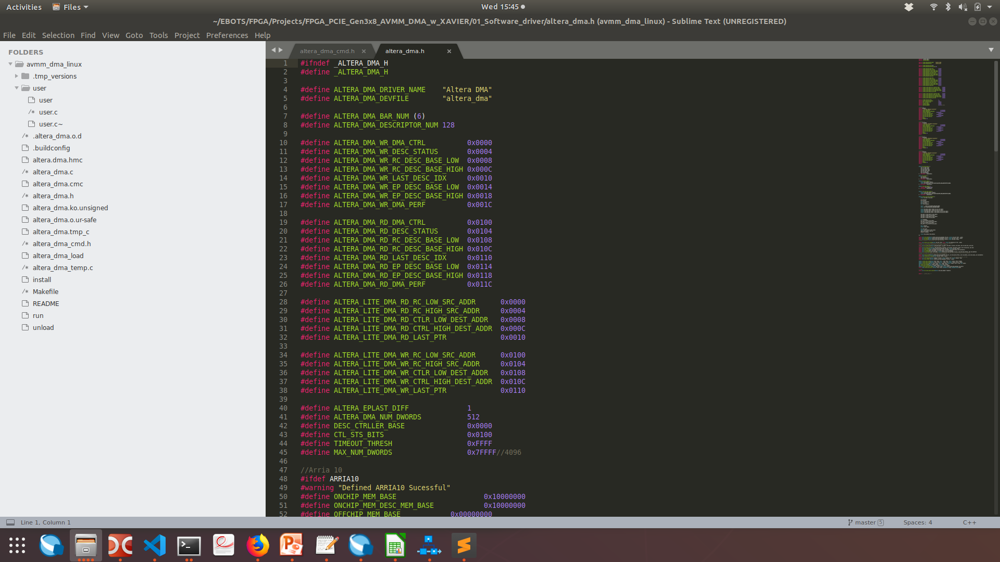 Activities Files Wed 15:45
~/EBOTS/FPGA/Projects/FPGA_PCIE_Gen3x8_AVMM_DMA_w_XAVIER/01_Software_driver/altera_dma.h (avmm_dma_linux) - Sublime Text (UNREGISTERED)
File Edit Selection Find View Goto Tools Project Preferences Help
FOLDERS
avmm_dma_linux
.tmp_versions
user
user
/* user.c
user.c~
/* .altera_dma.o.d
.buildconfig
altera.dma.hmc
/* altera_dma.c
altera_dma.cmc
/* altera_dma.h
altera_dma.ko.unsigned
altera_dma.o.ur-safe
altera_dma.tmp_c
/* altera_dma_cmd.h
altera_dma_load
/* altera_dma_temp.c
install
/* Makefile
README
run
unload
altera_dma_cmd.h × altera_dma.h ×
1 #ifndef _ALTERA_DMA_H
2 #define _ALTERA_DMA_H
3
4 #define ALTERA_DMA_DRIVER_NAME "Altera DMA"
5 #define ALTERA_DMA_DEVFILE "altera_dma"
6
7 #define ALTERA_DMA_BAR_NUM (6)
8 #define ALTERA_DMA_DESCRIPTOR_NUM 128
9
10 #define ALTERA_DMA_WR_DMA_CTRL 0x0000
11 #define ALTERA_DMA_WR_DESC_STATUS 0x0004
12 #define ALTERA_DMA_WR_RC_DESC_BASE_LOW 0x0008
13 #define ALTERA_DMA_WR_RC_DESC_BASE_HIGH 0x000C
14 #define ALTERA_DMA_WR_LAST_DESC_IDX 0x0010
15 #define ALTERA_DMA_WR_EP_DESC_BASE_LOW 0x0014
16 #define ALTERA_DMA_WR_EP_DESC_BASE_HIGH 0x0018
17 #define ALTERA_DMA_WR_DMA_PERF 0x001C
18
19 #define ALTERA_DMA_RD_DMA_CTRL 0x0100
20 #define ALTERA_DMA_RD_DESC_STATUS 0x0104
21 #define ALTERA_DMA_RD_RC_DESC_BASE_LOW 0x0108
22 #define ALTERA_DMA_RD_RC_DESC_BASE_HIGH 0x010C
23 #define ALTERA_DMA_RD_LAST_DESC_IDX 0x0110
24 #define ALTERA_DMA_RD_EP_DESC_BASE_LOW 0x0114
25 #define ALTERA_DMA_RD_EP_DESC_BASE_HIGH 0x0118
26 #define ALTERA_DMA_RD_DMA_PERF 0x011C
27
28 #define ALTERA_LITE_DMA_RD_RC_LOW_SRC_ADDR 0x0000
29 #define ALTERA_LITE_DMA_RD_RC_HIGH_SRC_ADDR 0x0004
30 #define ALTERA_LITE_DMA_RD_CTLR_LOW_DEST_ADDR 0x0008
31 #define ALTERA_LITE_DMA_RD_CTRL_HIGH_DEST_ADDR 0x000C
32 #define ALTERA_LITE_DMA_RD_LAST_PTR 0x0010
33
34 #define ALTERA_LITE_DMA_WR_RC_LOW_SRC_ADDR 0x0100
35 #define ALTERA_LITE_DMA_WR_RC_HIGH_SRC_ADDR 0x0104
36 #define ALTERA_LITE_DMA_WR_CTLR_LOW_DEST_ADDR 0x0108
37 #define ALTERA_LITE_DMA_WR_CTRL_HIGH_DEST_ADDR 0x010C
38 #define ALTERA_LITE_DMA_WR_LAST_PTR 0x0110
39
40 #define ALTERA_EPLAST_DIFF 1
41 #define ALTERA_DMA_NUM_DWORDS 512
42 #define DESC_CTRLLER_BASE 0x0000
43 #define CTL_STS_BITS 0x0100
44 #define TIMEOUT_THRESH 0xFFFF
45 #define MAX_NUM_DWORDS 0x7FFFF//4096
46
47 //Arria 10
48 #ifdef ARRIA10
49 #warning "Defined ARRIA10 Sucessful"
50 #define ONCHIP_MEM_BASE 0x10000000
51 #define ONCHIP_MEM_DESC_MEM_BASE 0x10000000
52 #define OFFCHIP_MEM_BASE 0x00000000
Line 1, Column 1 master 5 Spaces: 4 C++